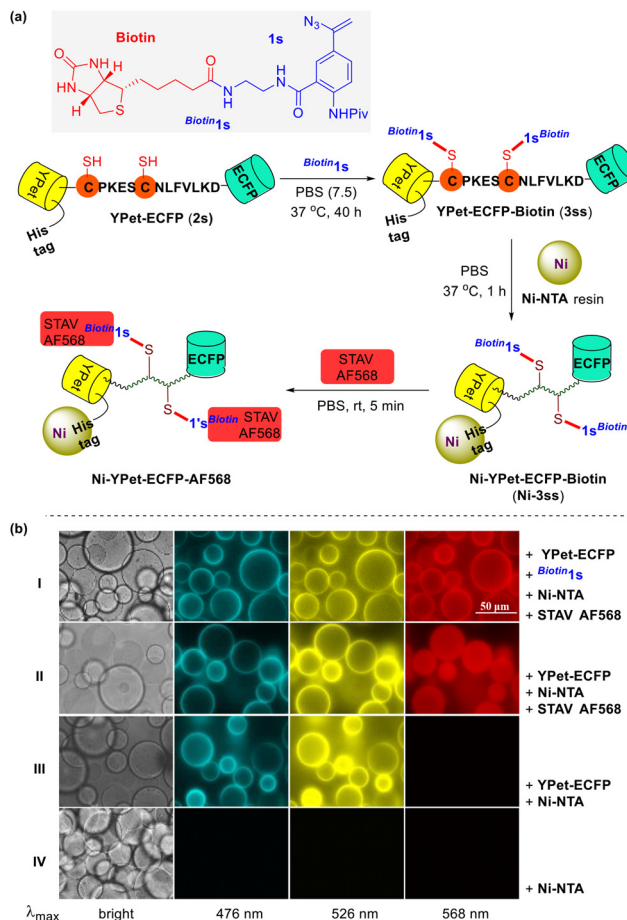 (a)
Biotin
1s
N3
O
HN
NH
H
H
S
O
N
H
H
N
O
NHPiv
Biotin1s
SH
SH
YPet
C PKES C NLFVLKD
ECFP
His
tag
YPet-ECFP (2s)
Biotin1s
PBS (7.5)
37 °C, 40 h
Biotin1s
1sBiotin
S
S
YPet
C PKES C NLFVLKD
ECFP
His
tag
YPet-ECFP-Biotin (3ss)
PBS
37 °C, 1 h
Ni
Ni-NTA resin
STAV
AF568
Biotin1s
S
ECFP
YPet
S
1'sBiotin
STAV
AF568
Ni
His
tag
Ni-YPet-ECFP-AF568
STAV
AF568
PBS, rt, 5 min
Biotin1s
S
ECFP
YPet
S
1sBiotin
Ni
His
tag
Ni-YPet-ECFP-Biotin
(Ni-3ss)
(b)
I
50 µm
+ YPet-ECFP
+ Biotin1s
+ Ni-NTA
+ STAV AF568
II
+ YPet-ECFP
+ Ni-NTA
+ STAV AF568
III
+ YPet-ECFP
+ Ni-NTA
IV
+ Ni-NTA
λmax bright 476 nm 526 nm 568 nm